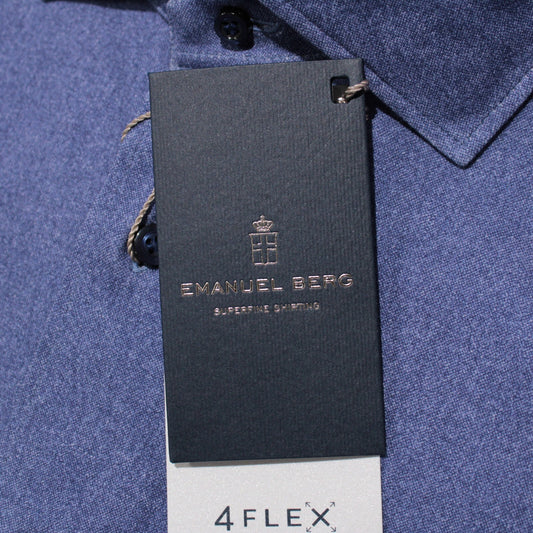 EMANUEL BERG
SUPERFINE SHIRTING
4FLEX